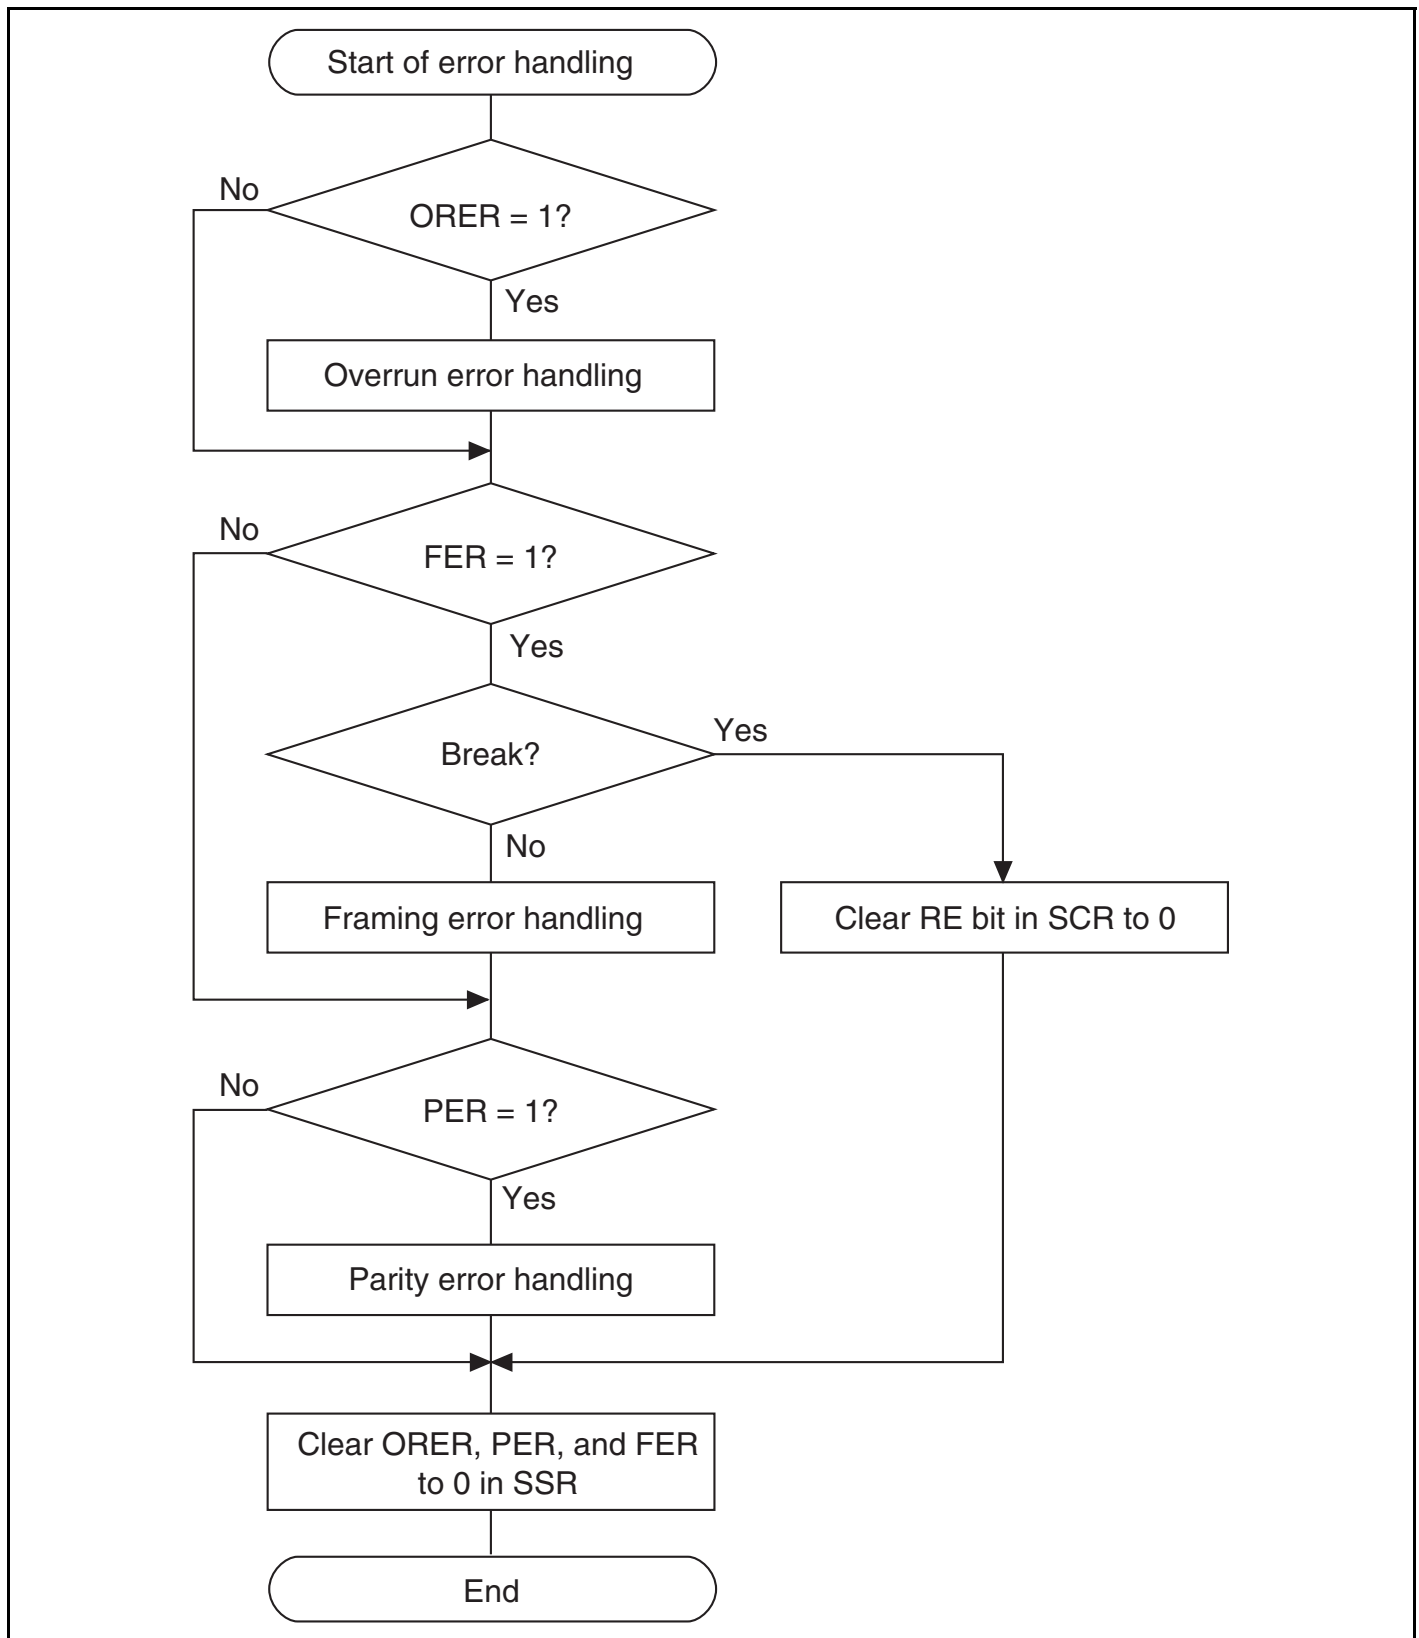 Start of error handling
No
ORER = 1?
Yes
Overrun error handling
No
FER = 1?
Yes
Break?
Yes
No
Framing error handling
Clear RE bit in SCR to 0
No
PER = 1?
Yes
Parity error handling
Clear ORER, PER, and FER
to 0 in SSR
End